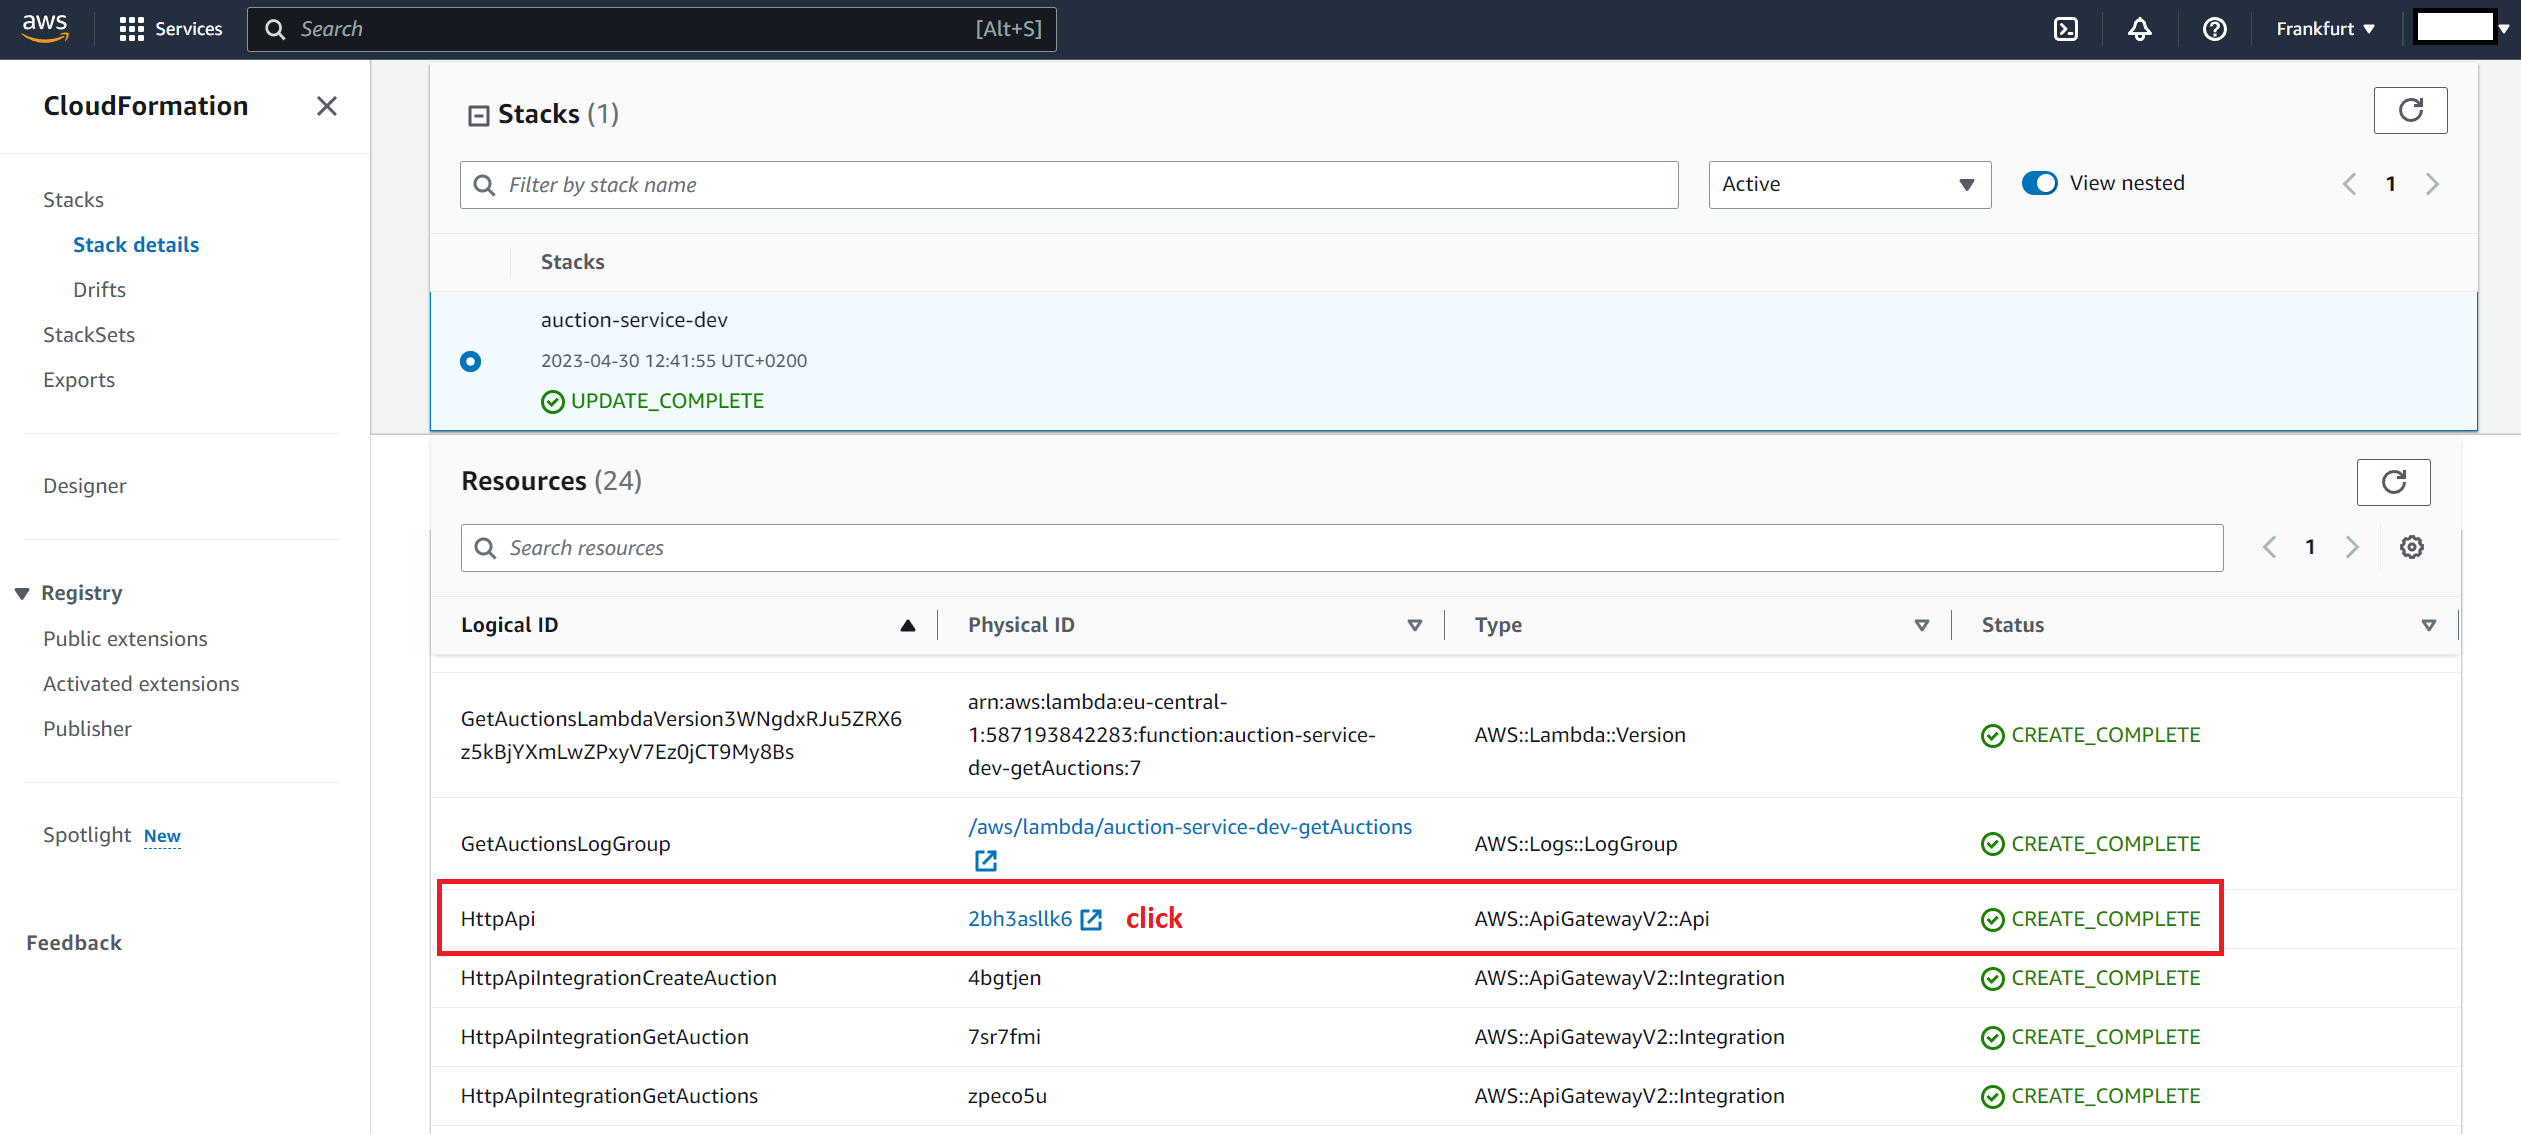 aws Services Search [Alt+S] Frankfurt
CloudFormation
Stacks
Stack details
Drifts
StackSets
Exports
Designer
Registry
Public extensions
Activated extensions
Publisher
Spotlight New
Feedback
Stacks (1)
Filter by stack name Active View nested 1
Stacks
auction-service-dev
2023-04-30 12:41:55 UTC+0200
UPDATE_COMPLETE
Resources (24)
Search resources 1
Logical ID Physical ID Type Status
GetAuctionsLambdaVersion3WNgdxRJu5ZRX6
z5kBjYXmLwZPxyV7Ez0jCT9My8Bs
arn:aws:lambda:eu-central-
1:587193842283:function:auction-service-
dev-getAuctions:7
AWS::Lambda::Version
CREATE_COMPLETE
GetAuctionsLogGroup /aws/lambda/auction-service-dev-getAuctions AWS::Logs::LogGroup CREATE_COMPLETE
HttpApi 2bh3asllk6 click AWS::ApiGatewayV2::Api CREATE_COMPLETE
HttpApiIntegrationCreateAuction 4bgtjen AWS::ApiGatewayV2::Integration CREATE_COMPLETE
HttpApiIntegrationGetAuction 7sr7fmi AWS::ApiGatewayV2::Integration CREATE_COMPLETE
HttpApiIntegrationGetAuctions zpeco5u AWS::ApiGatewayV2::Integration CREATE_COMPLETE